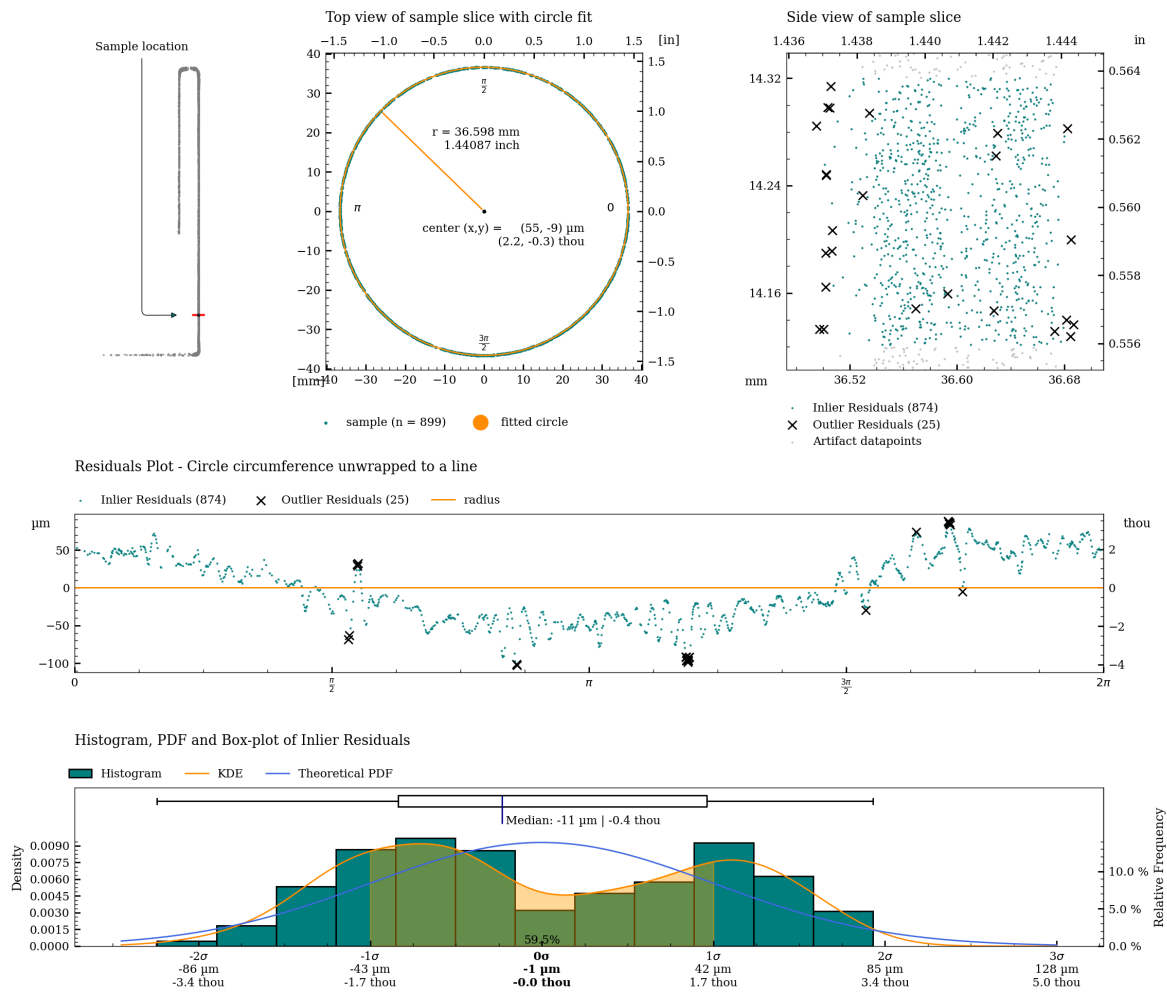 Sample location
Top view of sample slice with circle fit
−1.5 −1.0 −0.5 0.0 0.5 1.0 1.5 [in]
40 30 20 10 0 −10 −20 −30 −40
1.5 1.0 0.5 0.0 −0.5 −1.0 −1.5
π/2
r = 36.598 mm
1.44087 inch
π 0
center (x,y) = (55, -9) µm
(2.2, -0.3) thou
3π/2
[mm] −40 −30 −20 −10 0 10 20 30 40
sample (n = 899) fitted circle
Side view of sample slice
1.436 1.438 1.440 1.442 1.444 in
14.32 14.24 14.16
0.564 0.562 0.560 0.558 0.556
mm 36.52 36.60 36.68
Inlier Residuals (874)
Outlier Residuals (25)
Artifact datapoints
Residuals Plot - Circle circumference unwrapped to a line
Inlier Residuals (874) Outlier Residuals (25) radius
µm thou
50 2
0 0
−50 −2
−100 −4
0 π/2 π 3π/2 2π
Histogram, PDF and Box-plot of Inlier Residuals
Histogram KDE Theoretical PDF
Median: -11 µm | -0.4 thou
Density
0.0090 0.0075 0.0060 0.0045 0.0030 0.0015 0.0000
Relative Frequency
10.0 % 5.0 % 0.0 %
59.5%
-2σ -1σ 0σ 1σ 2σ 3σ
-86 µm -43 µm -1 µm 42 µm 85 µm 128 µm
-3.4 thou -1.7 thou -0.0 thou 1.7 thou 3.4 thou 5.0 thou